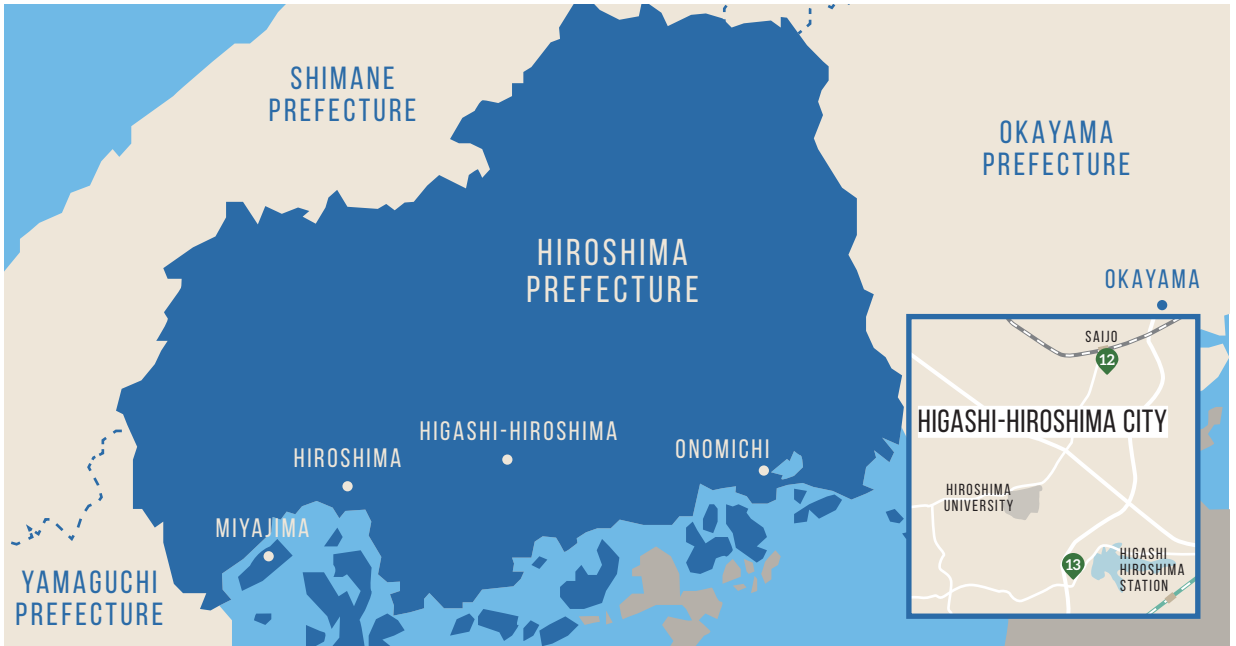 SHIMANE
PREFECTURE
OKAYAMA
PREFECTURE
HIROSHIMA
PREFECTURE
OKAYAMA
SAIJO
12
HIGASHI-HIROSHIMA CITY
HIGASHI-HIROSHIMA
ONOMICHI
HIROSHIMA
MIYAJIMA
HIROSHIMA
UNIVERSITY
13
HIGASHI
HIROSHIMA
STATION
YAMAGUCHI
PREFECTURE